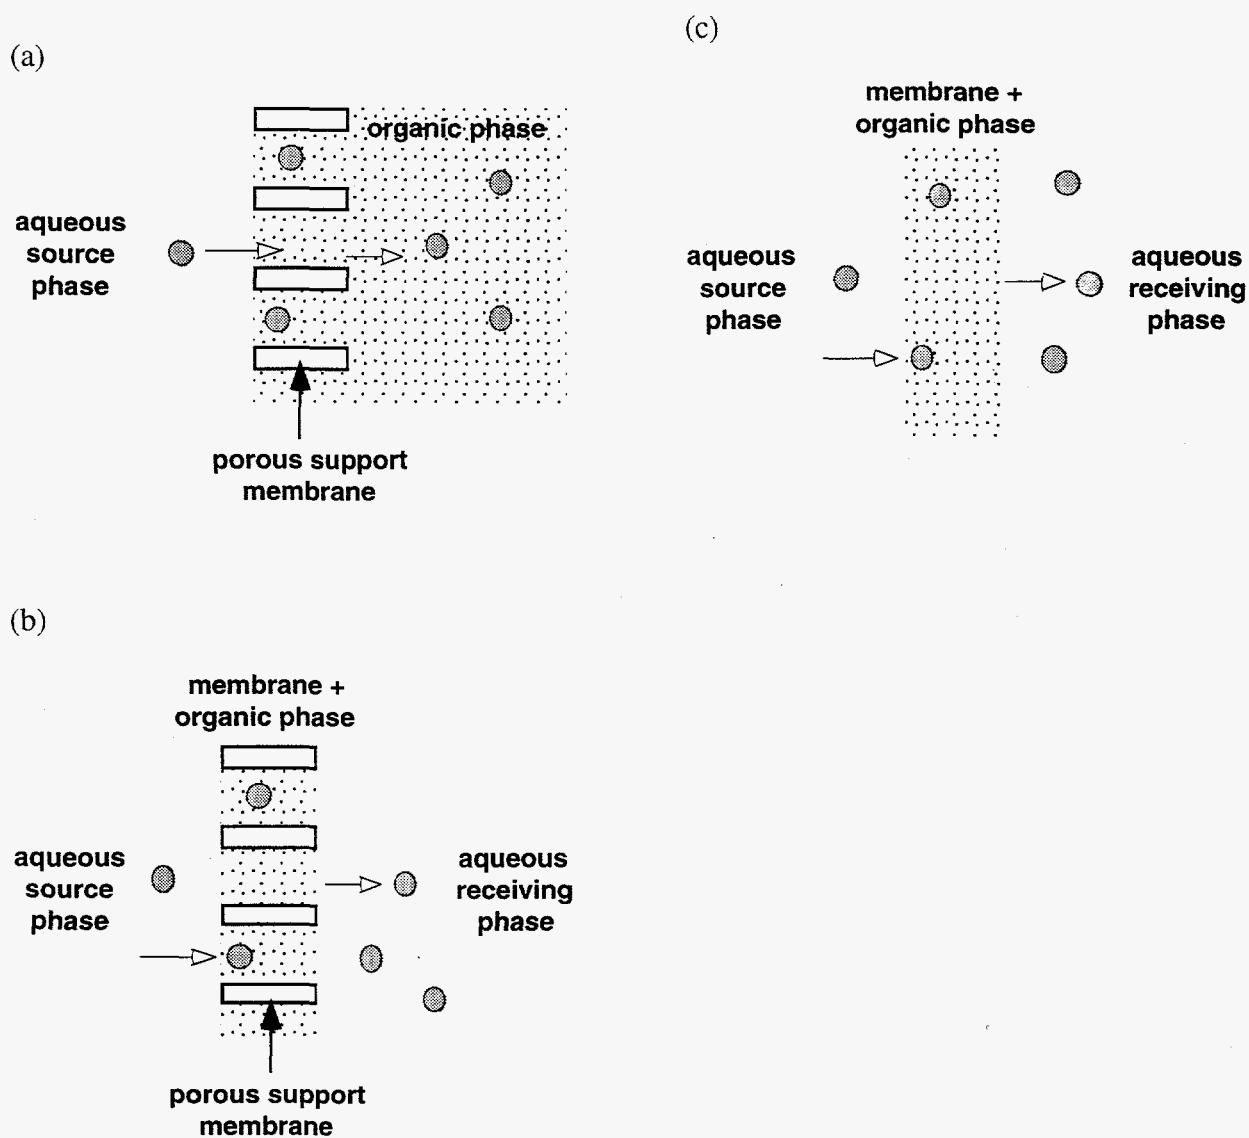 (a)
organic phase
aqueous
source
phase
porous support
membrane
(b)
membrane +
organic phase
aqueous
source
phase
aqueous
receiving
phase
porous support
membrane
(c)
membrane +
organic phase
aqueous
source
phase
aqueous
receiving
phase